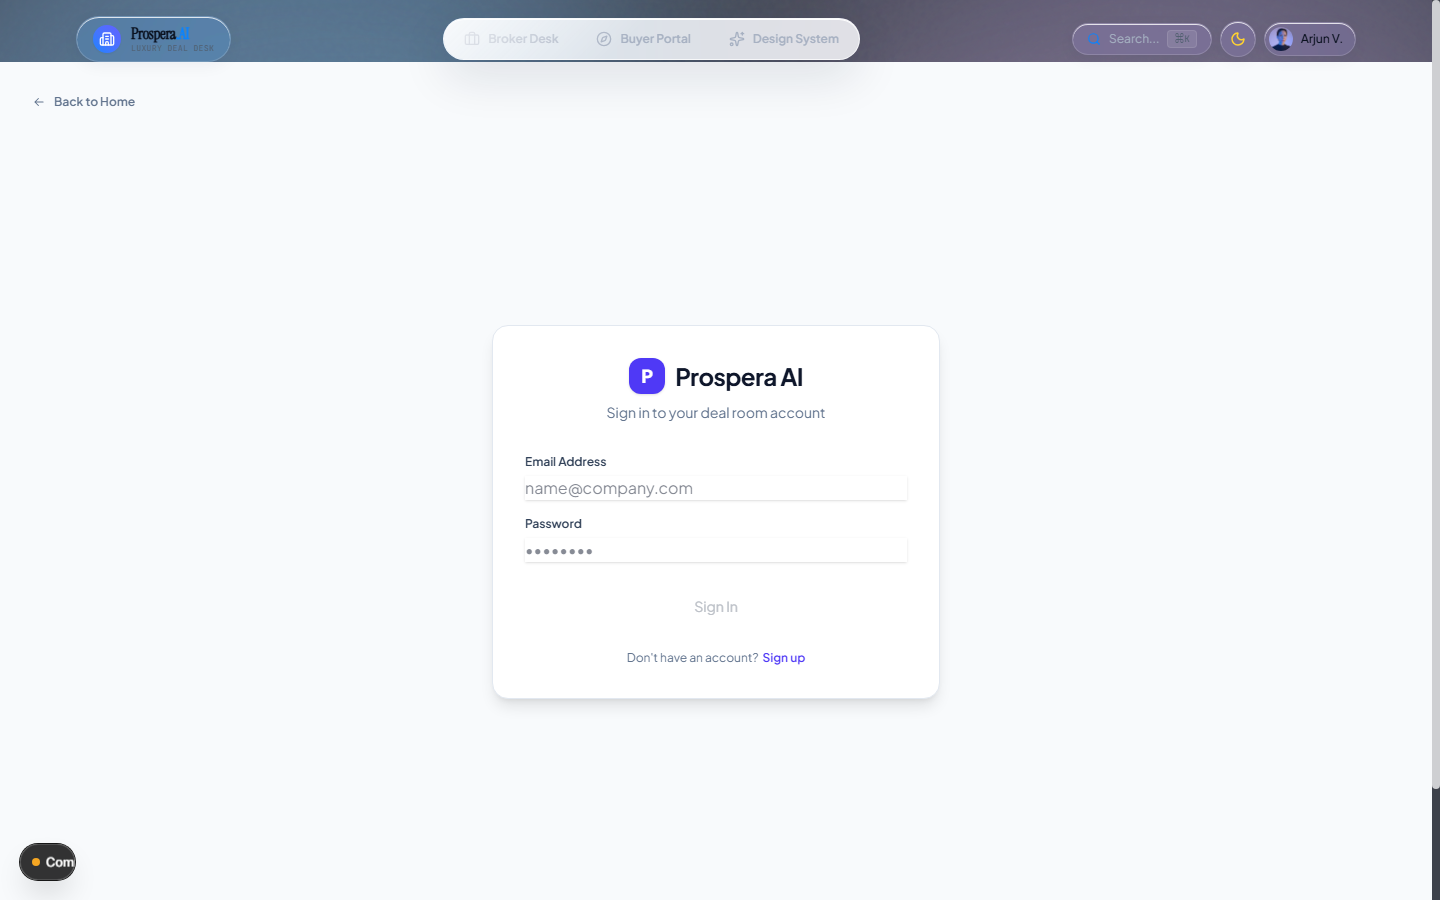 Prospera AI
LUXURY DEAL DESK
Broker Desk
Buyer Portal
Design System
Search...
⌘K
Arjun V.
Back to Home
P
Prospera AI
Sign in to your deal room account
Email Address
name@company.com
Password
••••••••
Sign In
Don't have an account? Sign up
Com